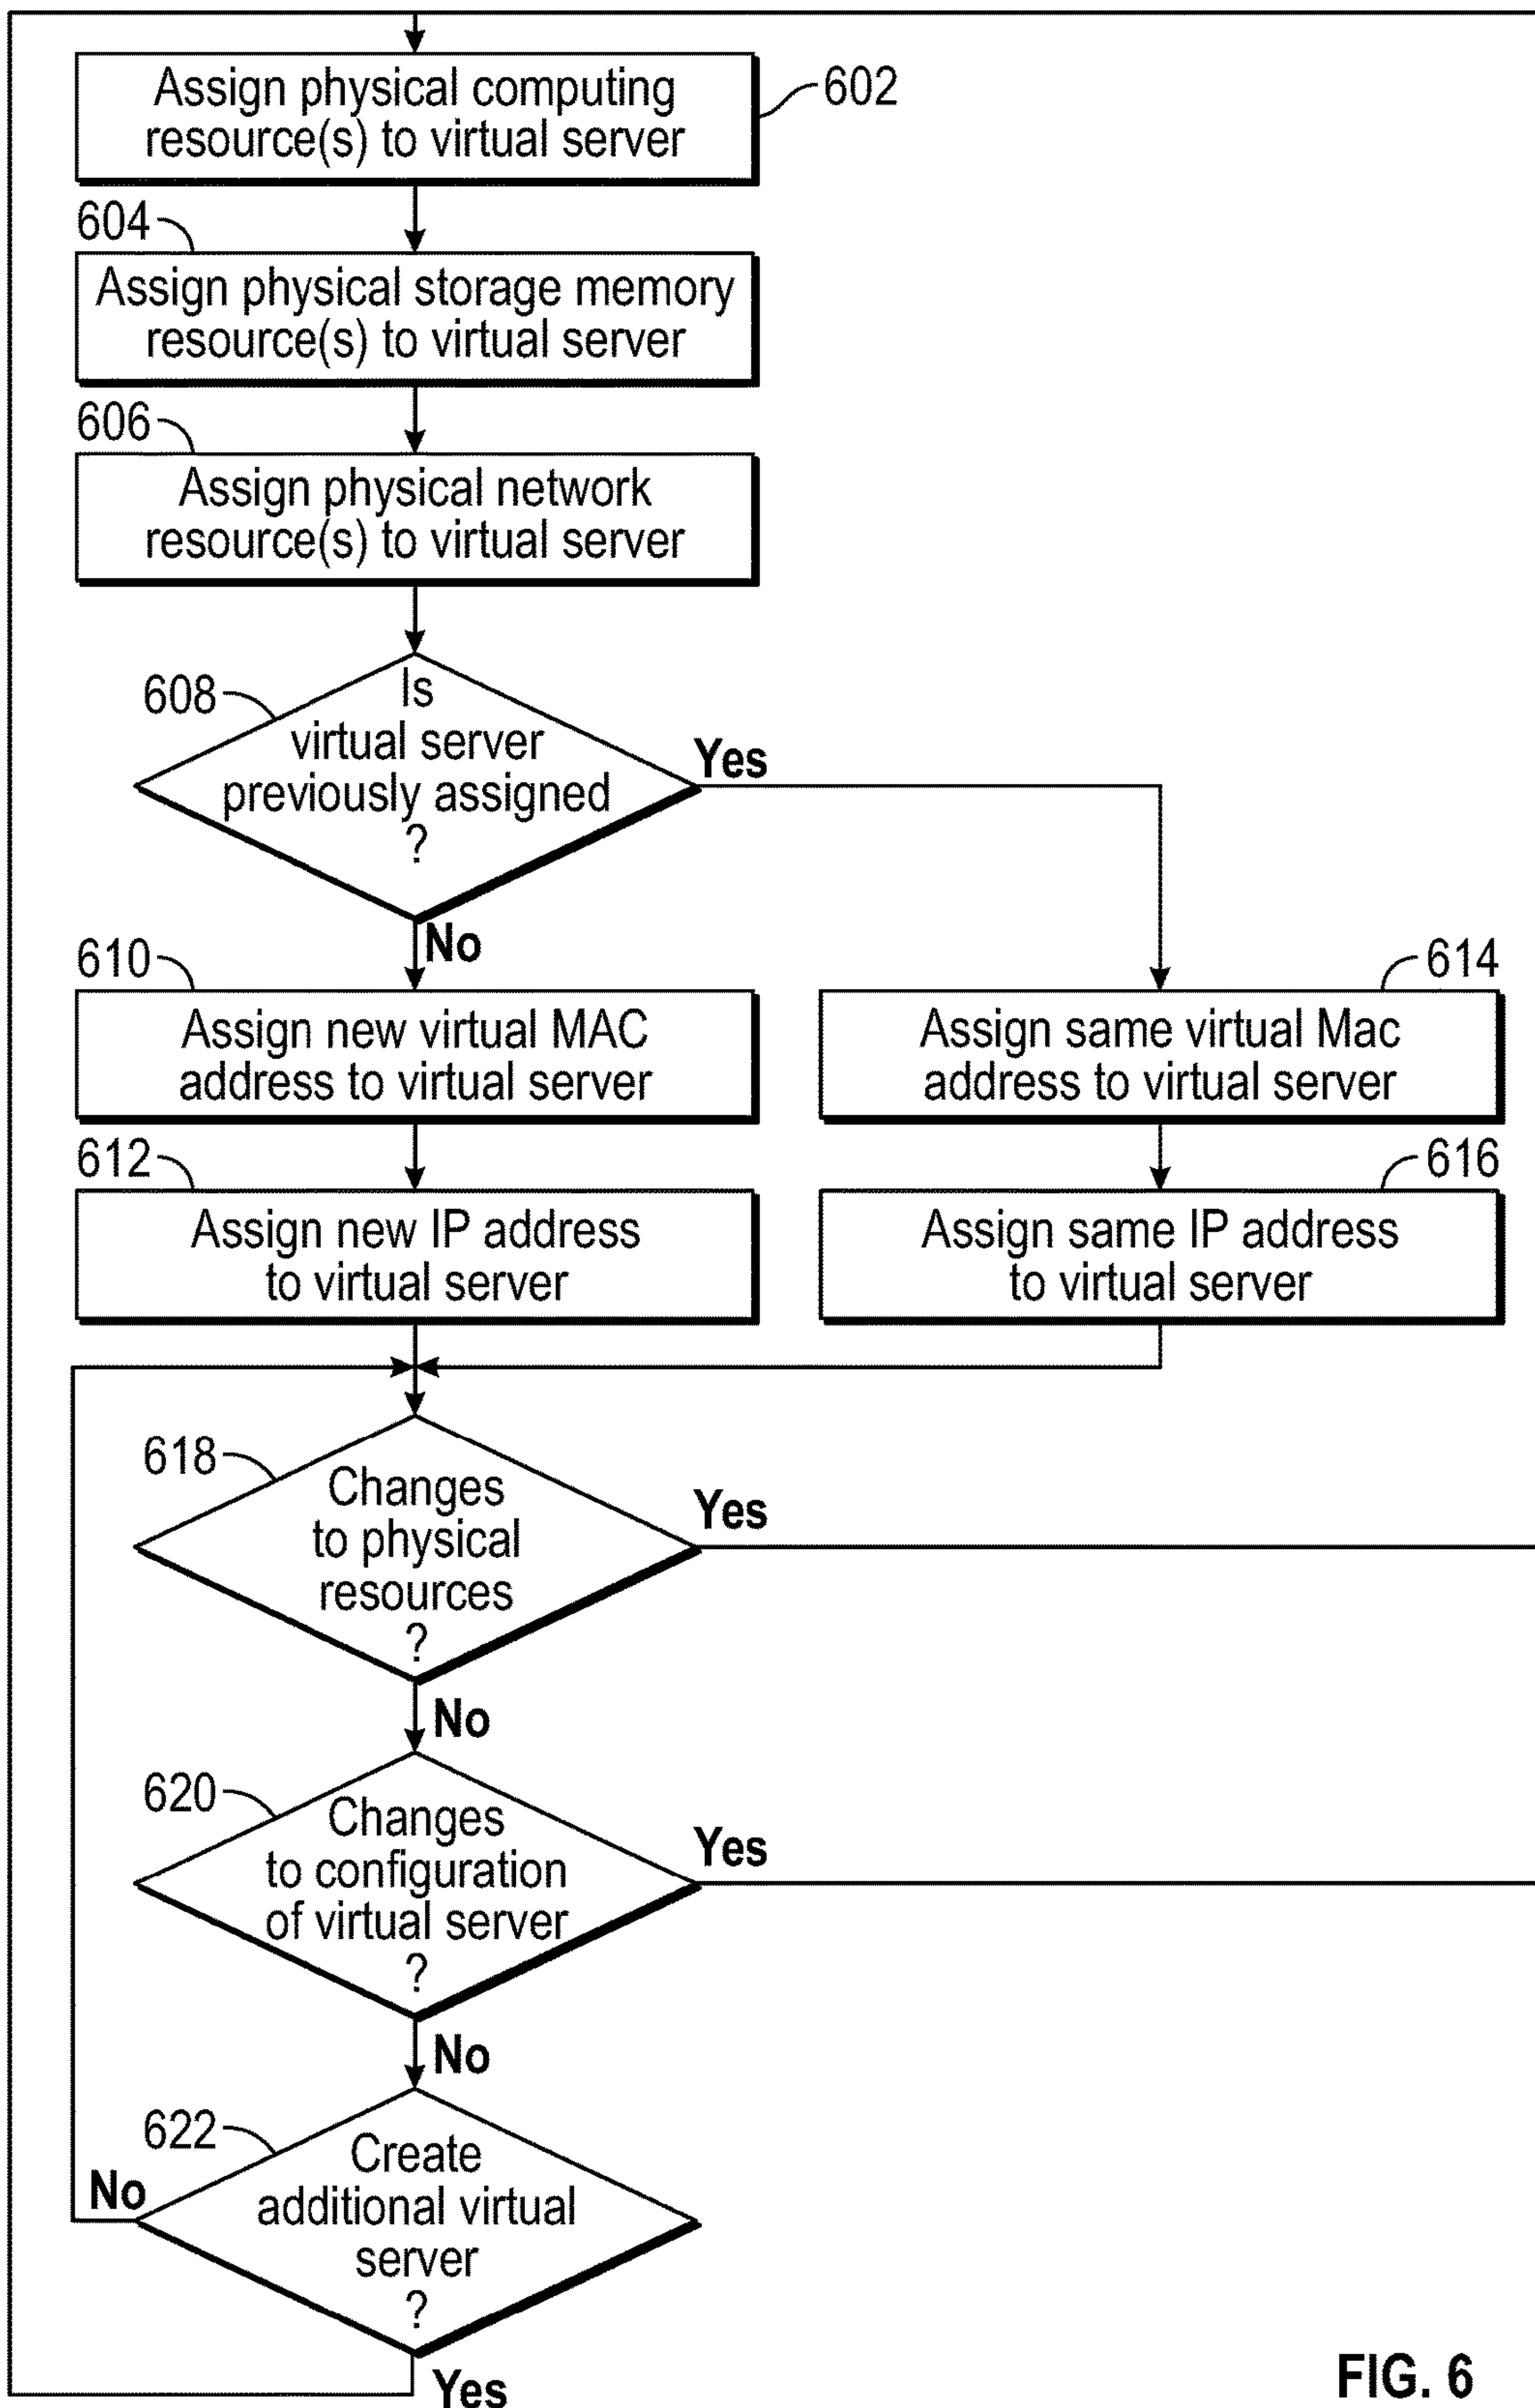 Assign physical computing
resource(s) to virtual server
602
604
Assign physical storage memory
resource(s) to virtual server
606
Assign physical network
resource(s) to virtual server
608
Is
virtual server
previously assigned
?
Yes
No
610
Assign new virtual MAC
address to virtual server
614
Assign same virtual Mac
address to virtual server
612
Assign new IP address
to virtual server
616
Assign same IP address
to virtual server
618
Changes
to physical
resources
?
Yes
No
620
Changes
to configuration
of virtual server
?
Yes
No
622
Create
additional virtual
server
?
No
Yes
FIG. 6